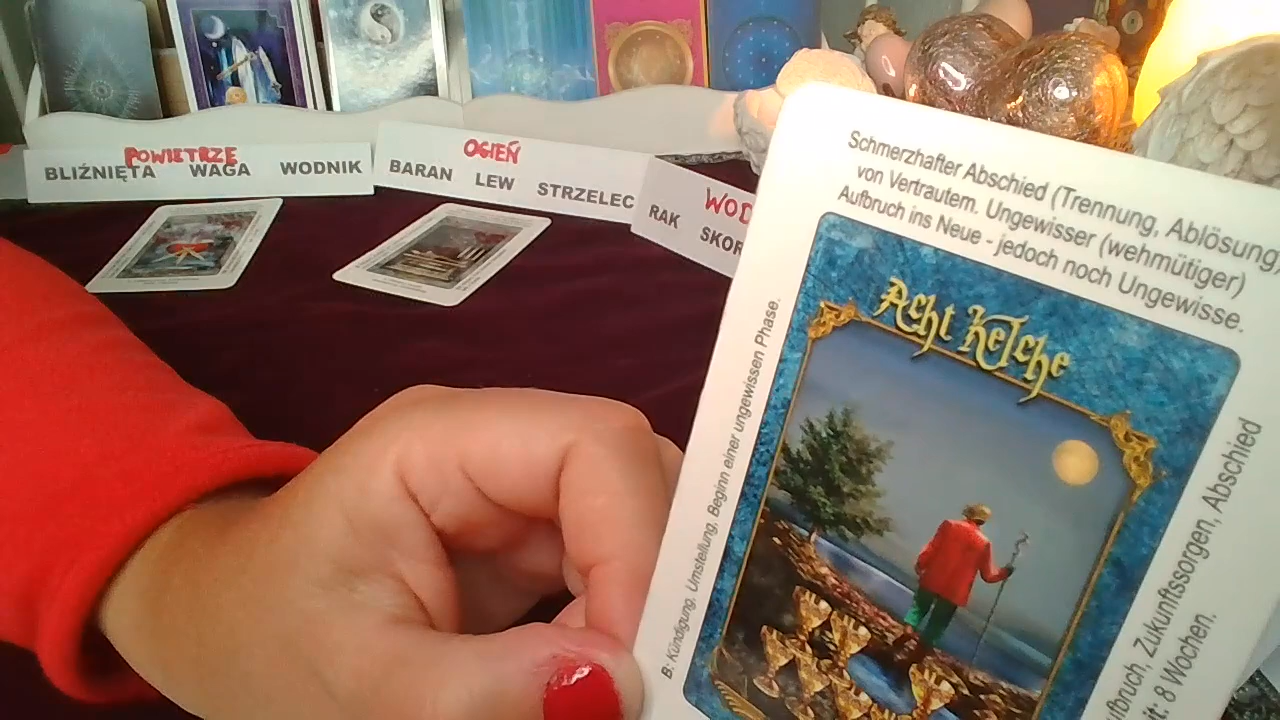 POWIETRZE
BLIŹNIĘTA WAGA WODNIK
OGIEŃ
BARAN LEW STRZELEC
WOD
RAK SKOR
Schmerzhafter Abschied (Trennung, Ablösung)
von Vertrautem. Ungewisser (wehmütiger)
Aufbruch ins Neue - jedoch noch Ungewisse.
Acht Kelche
B: Kündigung, Umstellung, Beginn einer ungewissen Phase.
fbruch, Zukunftssorgen, Abschied
t: 8 Wochen.